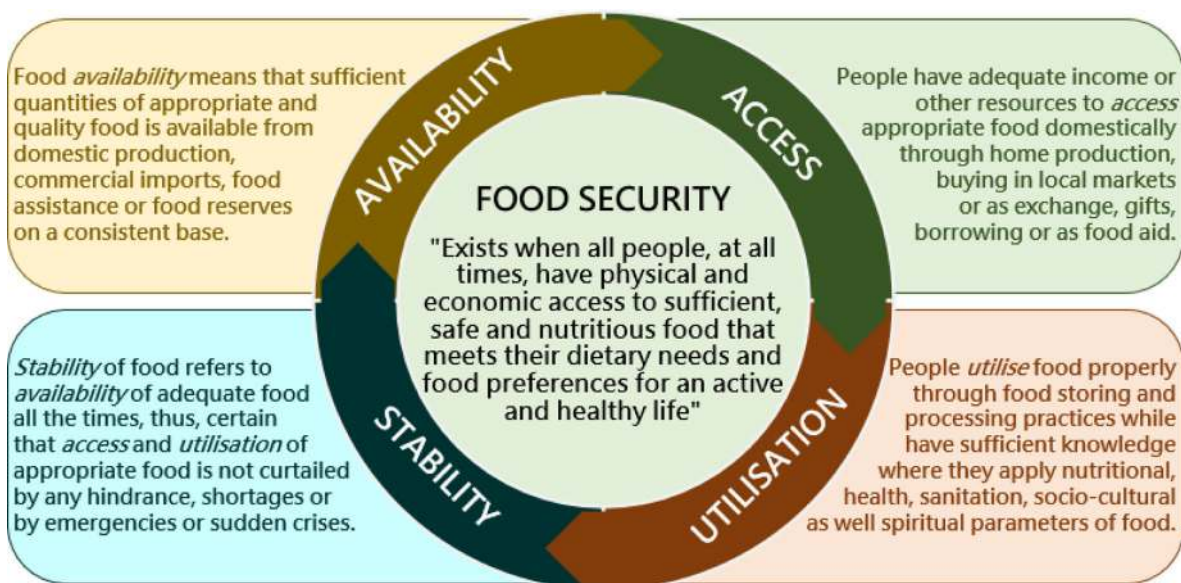 Food availability means that sufficient
quantities of appropriate and
quality food is available from
domestic production,
commercial imports, food
assistance or food reserves
on a consistent base.
AVAILABILITY
ACCESS
People have adequate income or
other resources to access
appropriate food domestically
through home production,
buying in local markets
or as exchange, gifts,
borrowing or as food aid.
FOOD SECURITY
"Exists when all people, at all
times, have physical and
economic access to sufficient,
safe and nutritious food that
meets their dietary needs and
food preferences for an active
and healthy life"
Stability of food refers to
availability of adequate food
all the times, thus, certain
that access and utilisation of
appropriate food is not curtailed
by any hindrance, shortages or
by emergencies or sudden crises.
STABILITY
UTILISATION
People utilise food properly
through food storing and
processing practices while
have sufficient knowledge
where they apply nutritional,
health, sanitation, socio-cultural
as well spiritual parameters of food.